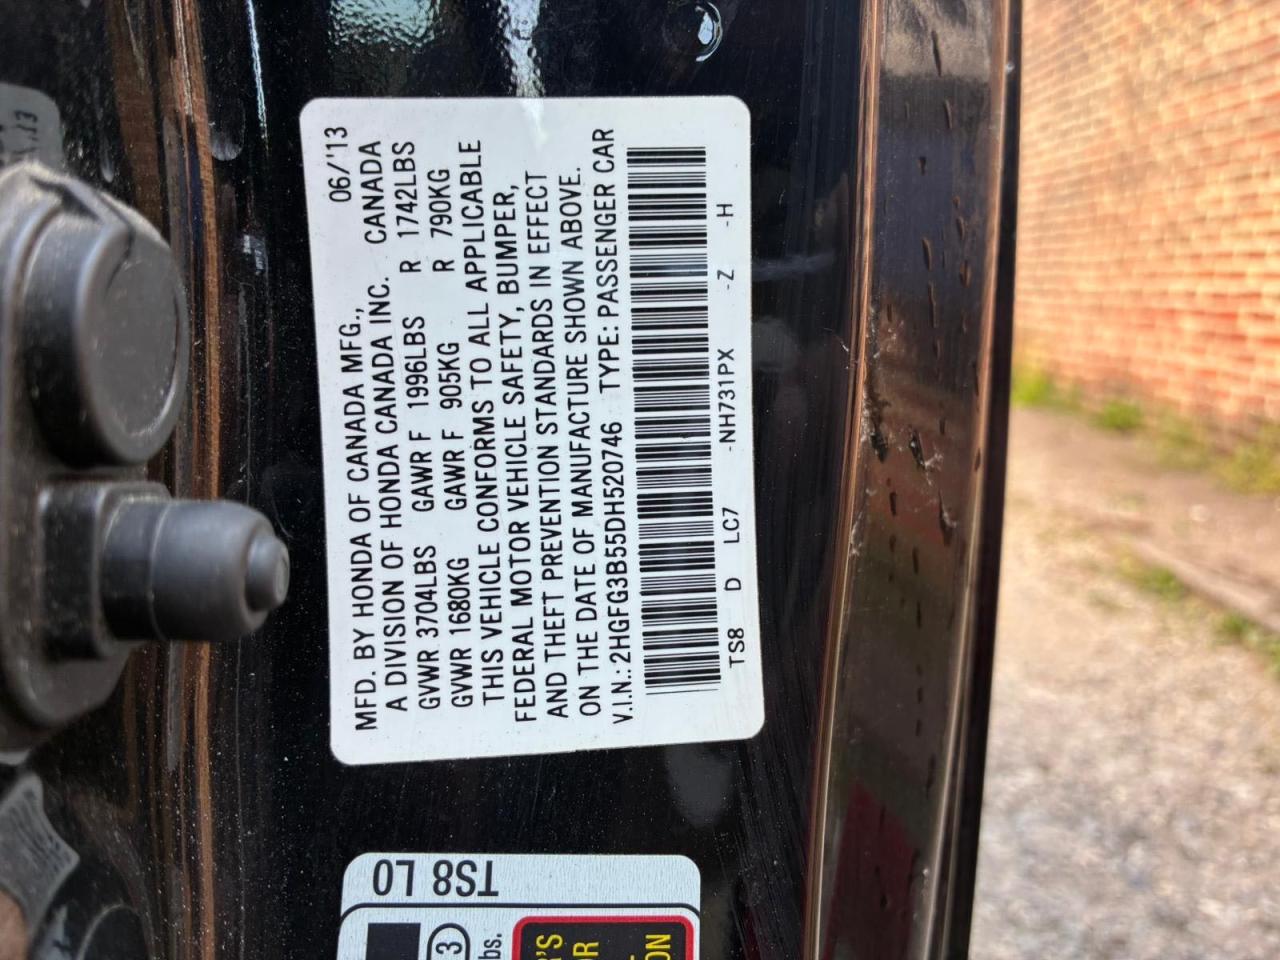 MFD. BY HONDA OF CANADA MFG., 06/'13
A DIVISION OF HONDA CANADA INC. CANADA
GVWR 3704LBS GAWR F 1996LBS R 1742LBS
GVWR 1680KG GAWR F 905KG R 790KG
THIS VEHICLE CONFORMS TO ALL APPLICABLE
FEDERAL MOTOR VEHICLE SAFETY, BUMPER,
AND THEFT PREVENTION STANDARDS IN EFFECT
ON THE DATE OF MANUFACTURE SHOWN ABOVE.
V.I.N.: 2HGFG3B55DH520746 TYPE: PASSENGER CAR
TS8 D LC7 -NH731PX -Z -H
TS8 L0
3